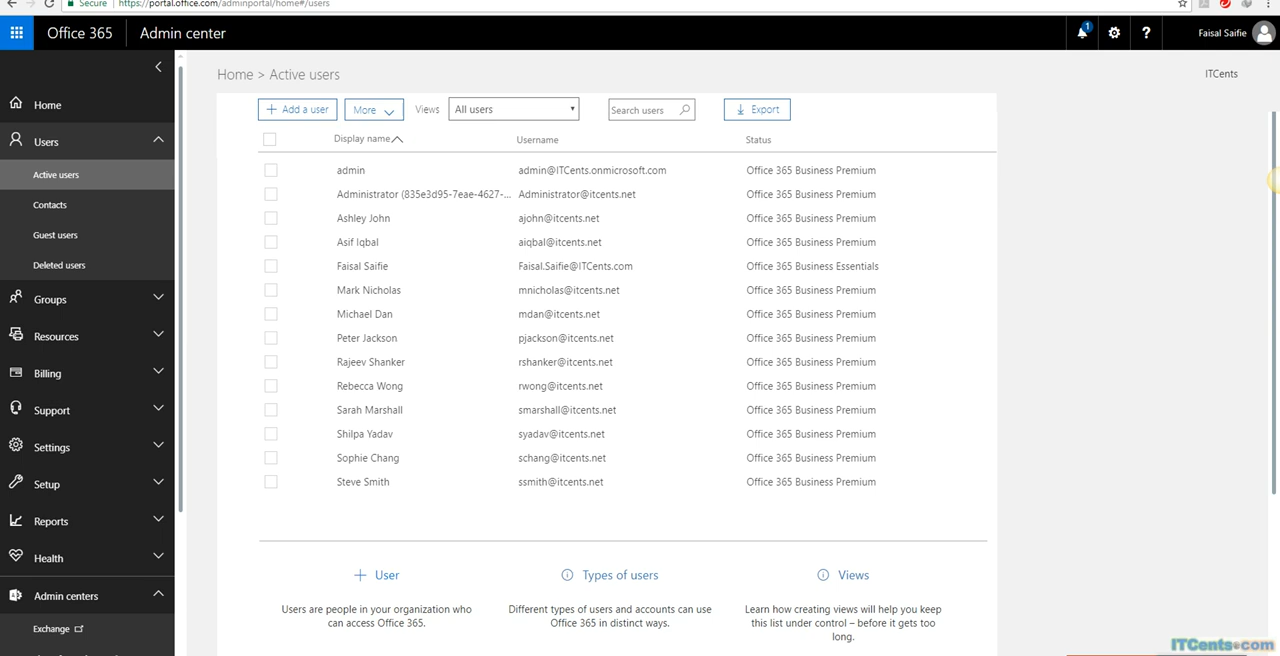 Secure https://portal.office.com/adminportal/home#/users
Office 365 Admin center 1 ? Faisal Saifie
Home > Active users ITCents
+ Add a user More Views All users Search users Export
Display name Username Status
admin admin@ITCents.onmicrosoft.com Office 365 Business Premium
Administrator (835e3d95-7eae-4627-... Administrator@itcents.net Office 365 Business Premium
Ashley John ajohn@itcents.net Office 365 Business Premium
Asif Iqbal aiqbal@itcents.net Office 365 Business Premium
Faisal Saifie Faisal.Saifie@ITCents.com Office 365 Business Essentials
Mark Nicholas mnicholas@itcents.net Office 365 Business Premium
Michael Dan mdan@itcents.net Office 365 Business Premium
Peter Jackson pjackson@itcents.net Office 365 Business Premium
Rajeev Shanker rshanker@itcents.net Office 365 Business Premium
Rebecca Wong rwong@itcents.net Office 365 Business Premium
Sarah Marshall smarshall@itcents.net Office 365 Business Premium
Shilpa Yadav syadav@itcents.net Office 365 Business Premium
Sophie Chang schang@itcents.net Office 365 Business Premium
Steve Smith ssmith@itcents.net Office 365 Business Premium
Home
Users
Active users
Contacts
Guest users
Deleted users
Groups
Resources
Billing
Support
Settings
Setup
Reports
Health
Admin centers
Exchange
+ User
Users are people in your organization who
can access Office 365.
Types of users
Different types of users and accounts can use
Office 365 in distinct ways.
Views
Learn how creating views will help you keep
this list under control – before it gets too
long.
ITCents.com